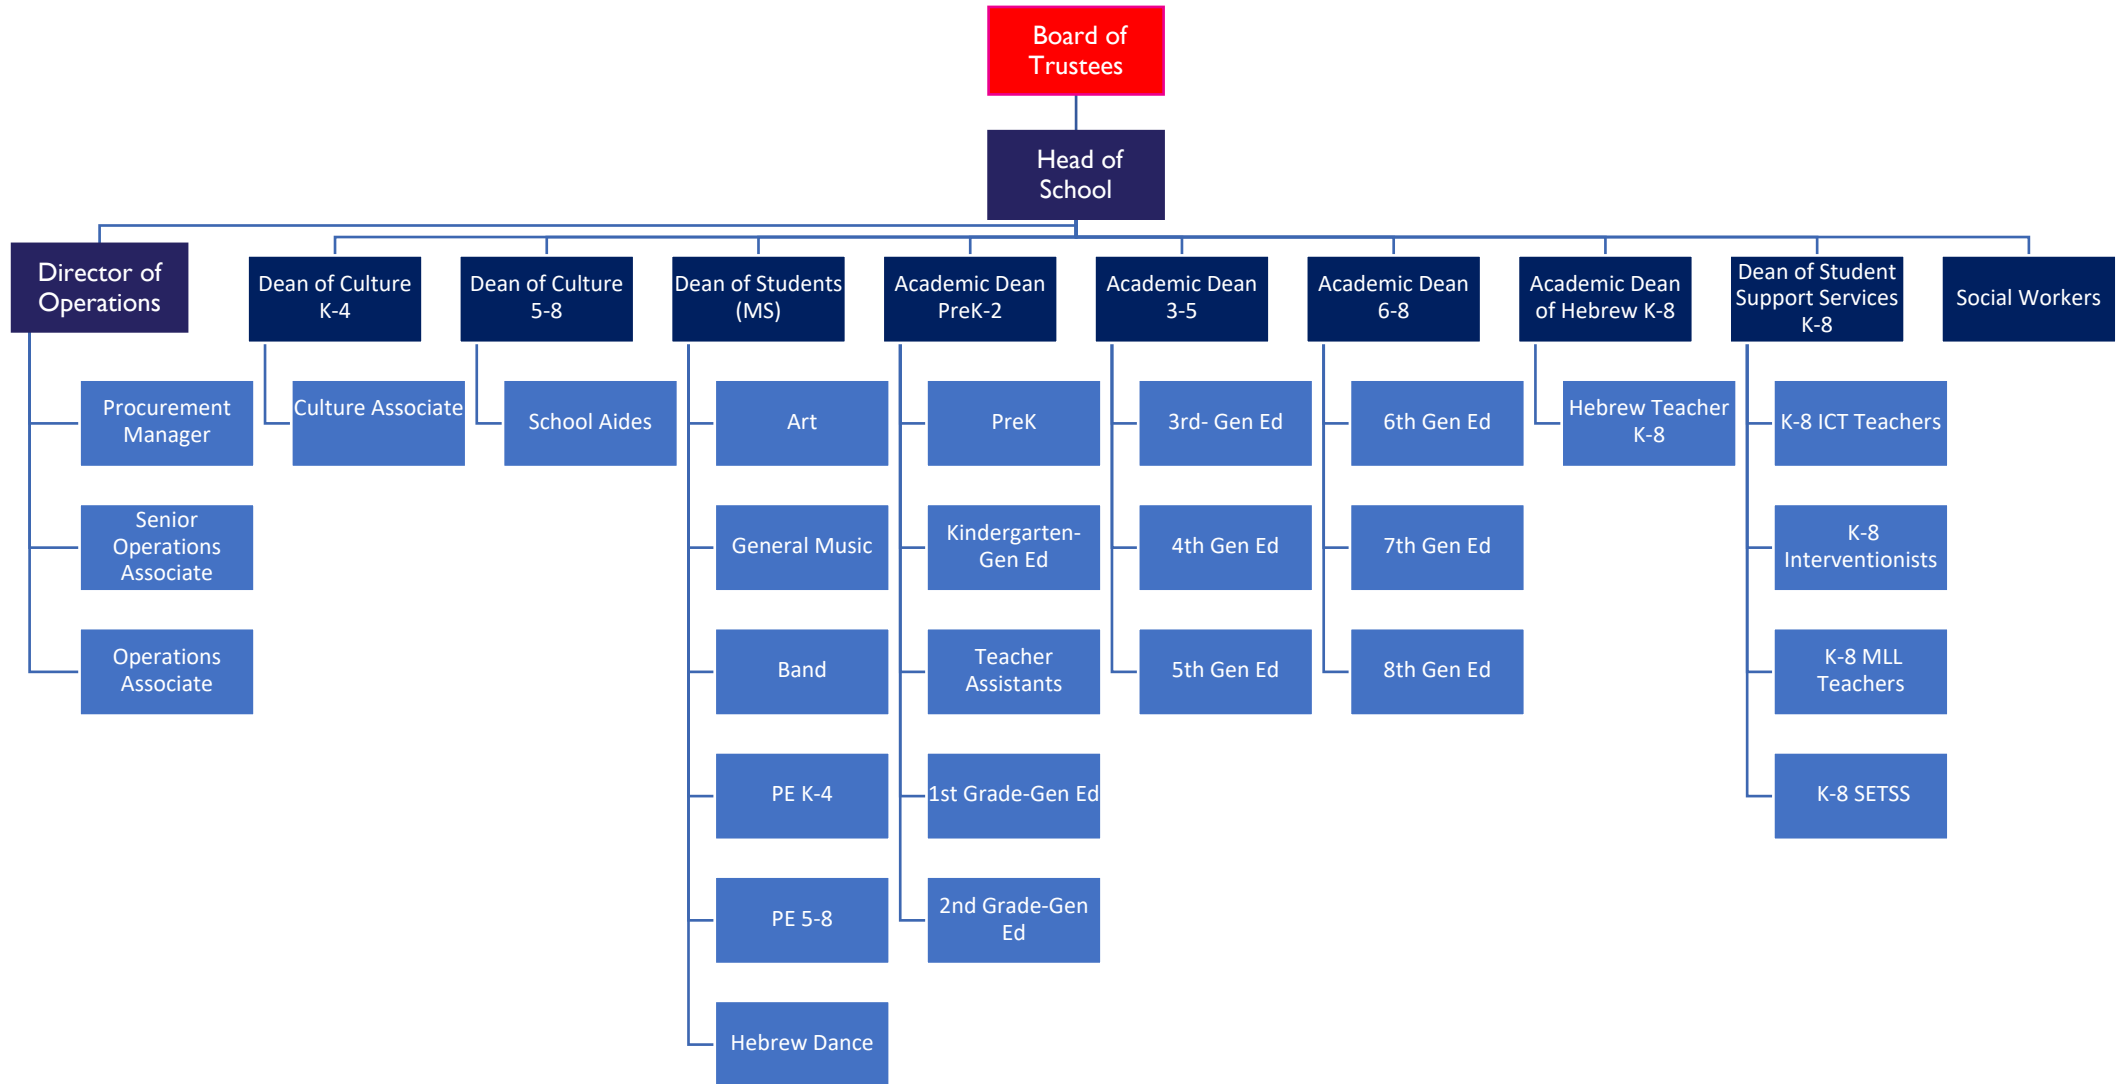 Board of
Trustees
Head of
School
Director of
Operations
Dean of Culture
K-4
Dean of Culture
5-8
Dean of Students
(MS)
Academic Dean
PreK-2
Academic Dean
3-5
Academic Dean
6-8
Academic Dean
of Hebrew K-8
Dean of Student
Support Services
K-8
Social Workers
Procurement
Manager
Senior
Operations
Associate
Operations
Associate
Culture Associate
School Aides
Art
General Music
Band
PE K-4
PE 5-8
Hebrew Dance
PreK
Kindergarten-
Gen Ed
Teacher
Assistants
1st Grade-Gen Ed
2nd Grade-Gen
Ed
3rd- Gen Ed
4th Gen Ed
5th Gen Ed
6th Gen Ed
7th Gen Ed
8th Gen Ed
Hebrew Teacher
K-8
K-8 ICT Teachers
K-8
Interventionists
K-8 MLL
Teachers
K-8 SETSS